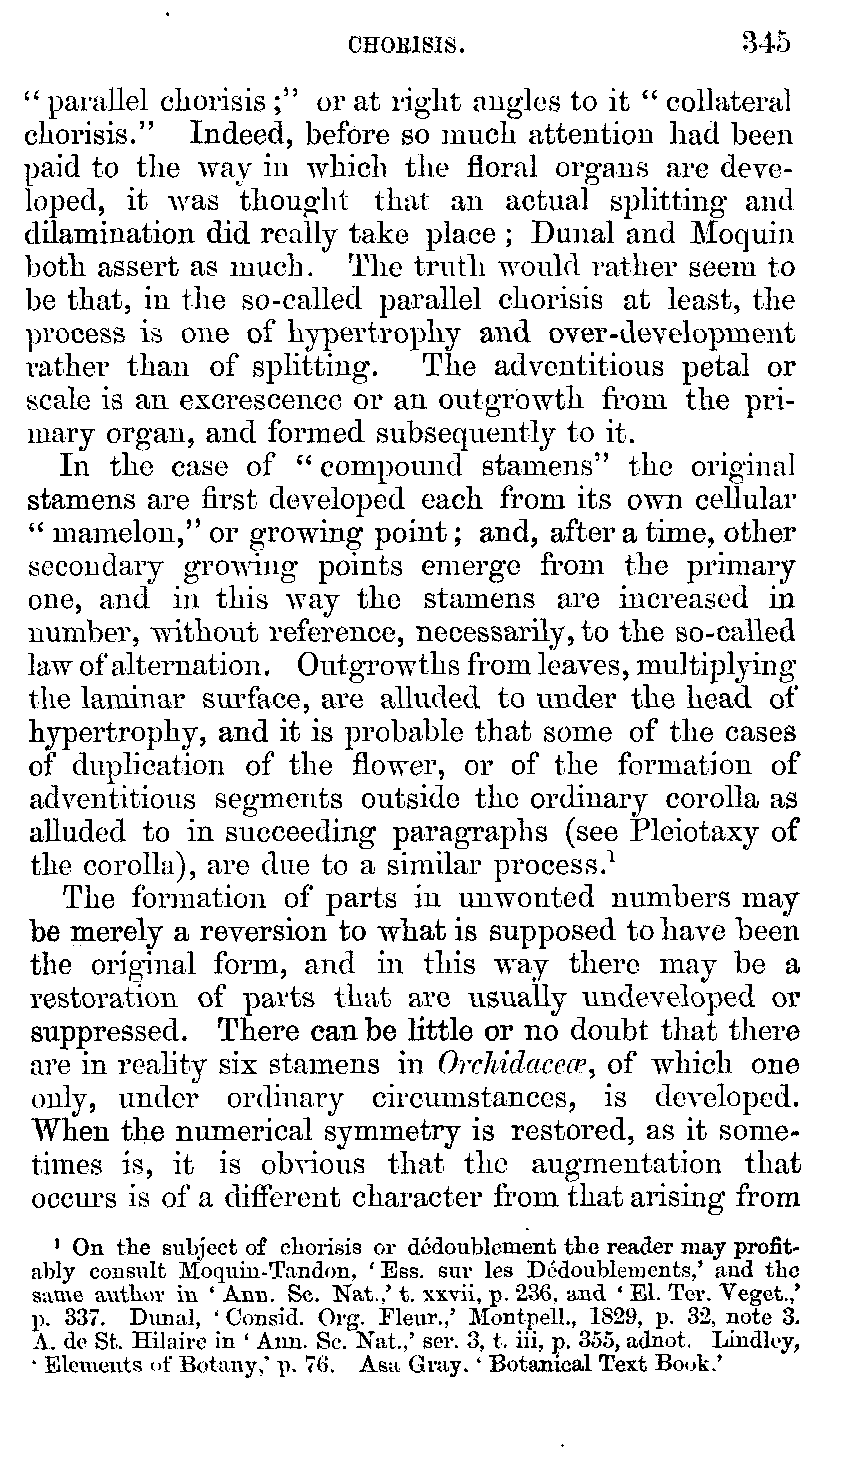 CHORISIS. 345
“ parallel chorisis ;” or at right angles to it “ collateral
chorisis.” Indeed, before so much attention had been
paid to the way in which the floral organs are deve-
loped, it was thought that an actual splitting and
dilamination did really take place ; Dunal and Moquin
both assert as much. The truth would rather seem to
be that, in the so-called parallel chorisis at least, the
process is one of hypertrophy and over-development
rather than of splitting. The adventitious petal or
scale is an excrescence or an outgrowth from the pri-
mary organ, and formed subsequently to it.
In the case of “ compound stamens” the original
stamens are first developed each from its own cellular
“ mamelon,” or growing point ; and, after a time, other
secondary growing points emerge from the primary
one, and in this way the stamens are increased in
number, without reference, necessarily, to the so-called
law of alternation. Outgrowths from leaves, multiplying
the laminar surface, are alluded to under the head of
hypertrophy, and it is probable that some of the cases
of duplication of the flower, or of the formation of
adventitious segments outside the ordinary corolla as
alluded to in succeeding paragraphs (see Pleiotaxy of
the corolla), are due to a similar process.¹
The formation of parts in unwonted numbers may
be merely a reversion to what is supposed to have been
the original form, and in this way there may be a
restoration of parts that are usually undeveloped or
suppressed. There can be little or no doubt that there
are in reality six stamens in Orchidaceæ, of which one
only, under ordinary circumstances, is developed.
When the numerical symmetry is restored, as it some-
times is, it is obvious that the augmentation that
occurs is of a different character from that arising from
¹ On the subject of chorisis or dédoublement the reader may profit-
ably consult Moquin-Tandon, ‘ Ess. sur les Dédoublements,’ and the
same author in ‘ Ann. Sc. Nat.,’ t. xxvii, p. 236, and ‘ El. Ter. Veget.,’
p. 337. Dunal, ‘ Consid. Org. Fleur.,’ Montpell., 1829, p. 32, note 3.
A. de St. Hilaire in ‘ Ann. Sc. Nat.,’ ser. 3, t. iii, p. 355, adnot. Lindley,
‘ Elements of Botany,’ p. 76. Asa Gray, ‘ Botanical Text Book.’